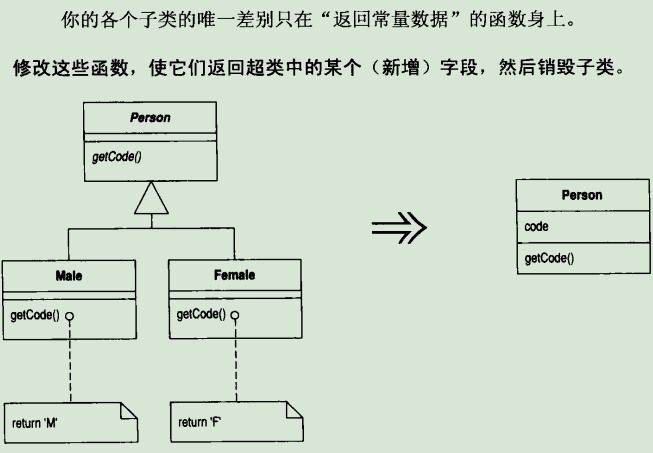 你的各个子类的唯一差别只在“返回常量数据”的函数身上。
修改这些函数，使它们返回超类中的某个（新增）字段，然后销毁子类。
Person
getCode()
Male
getCode()
return 'M'
Female
getCode()
return 'F'
Person
code
getCode()